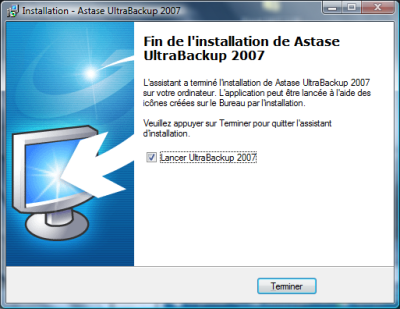 Installation - Astase UltraBackup 2007
Fin de l'installation de Astase
UltraBackup 2007
L'assistant a terminé l'installation de Astase UltraBackup 2007
sur votre ordinateur. L'application peut être lancée à l'aide des
icônes créées sur le Bureau par l'installation.
Veuillez appuyer sur Terminer pour quitter l'assistant
d'installation.
Lancer UltraBackup 2007
Terminer